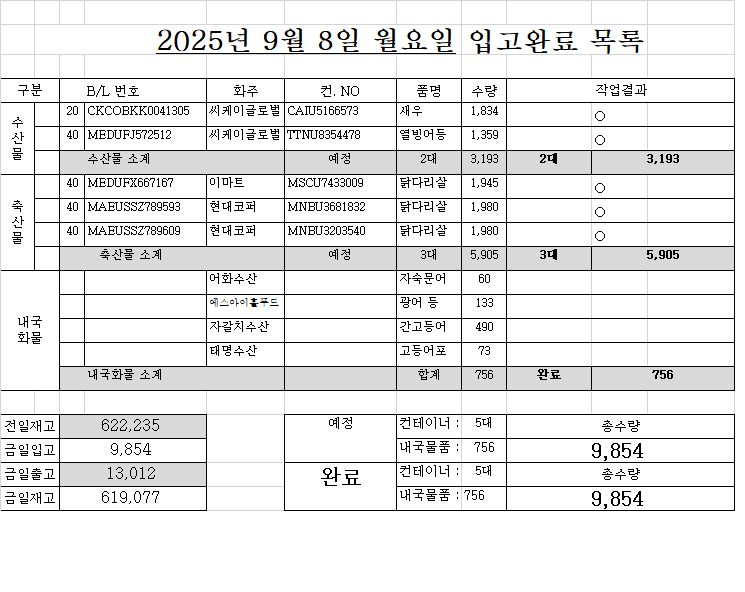 2025년 9월 8일 월요일 입고완료 목록
구분 B/L 번호 화주 컨. NO 품명 수량 작업결과
수산물 20 CKCOBKK0041305 씨케이글로벌 CAIU5166573 새우 1,834 ○
40 MEDUFJ572512 씨케이글로벌 TTNU8354478 열빙어등 1,359 ○
수산물 소계 예정 2대 3,193 2대 3,193
축산물 40 MEDUFX667167 이마트 MSCU7433009 닭다리살 1,945 ○
40 MAEUSSZ789593 현대코퍼 MNBU3681832 닭다리살 1,980 ○
40 MAEUSSZ789609 현대코퍼 MNBU3203540 닭다리살 1,980 ○
축산물 소계 예정 3대 5,905 3대 5,905
내국화물 어화수산 자숙문어 60
에스아이홀푸드 광어 등 133
자갈치수산 간고등어 490
태명수산 고등어포 73
내국화물 소계 합계 756 완료 756
전일재고 622,235 예정 컨테이너 : 5대 총수량
금일입고 9,854 내국물품 : 756 9,854
금일출고 13,012 완료 컨테이너 : 5대 총수량
금일재고 619,077 내국물품 : 756 9,854